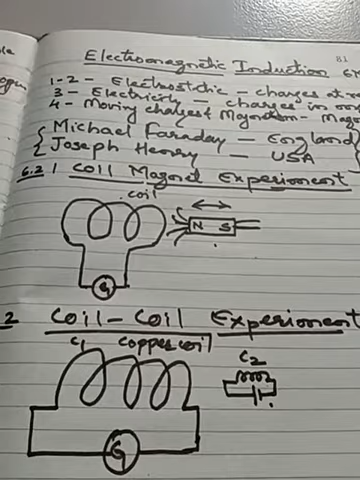 81
Electromagnetic Induction
1-2 - Electrostatic - charges at
3 - Electricity - charges in
4 - Moving charges & Magnetism -
{ Michael Faraday - England
{ Joseph Henry - USA
6.2.1 Coil Magnet Experiment
coil
N S
G
2 Coil - Coil Experiment
C1 Copper coil
C2
G